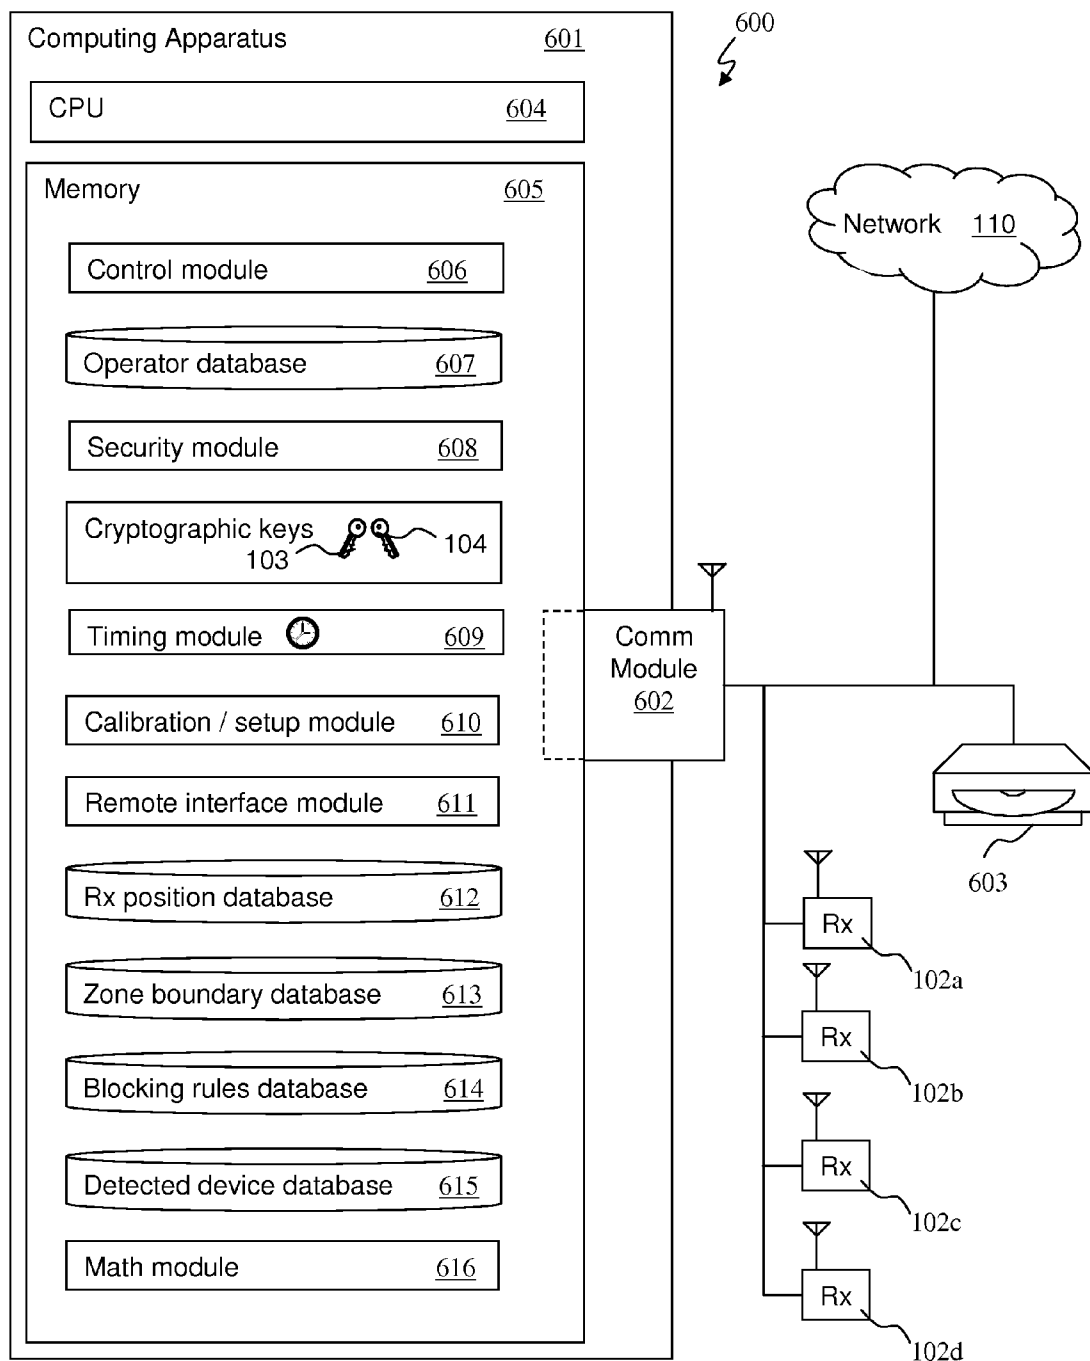 Computing Apparatus 601
600
CPU 604
Memory 605
Network 110
Control module 606
Operator database 607
Security module 608
Cryptographic keys
103
104
Timing module 609
Comm
Module
602
Calibration / setup module 610
Remote interface module 611
603
Rx position database 612
Rx
102a
Zone boundary database 613
Rx
102b
Blocking rules database 614
Rx
102c
Detected device database 615
Math module 616
Rx
102d